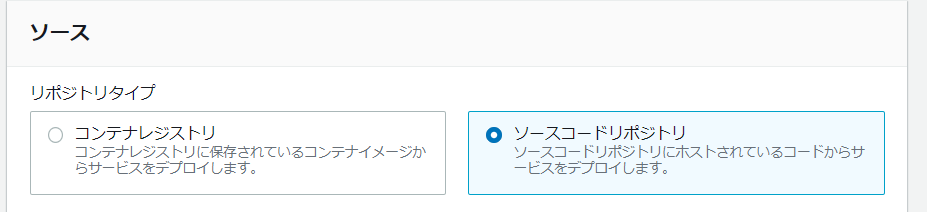 ソース
リポジトリタイプ
コンテナレジストリ
コンテナレジストリに保存されているコンテナイメージか
らサービスをデプロイします。
ソースコードリポジトリ
ソースコードリポジトリにホストされているコードからサ
ービスをデプロイします。